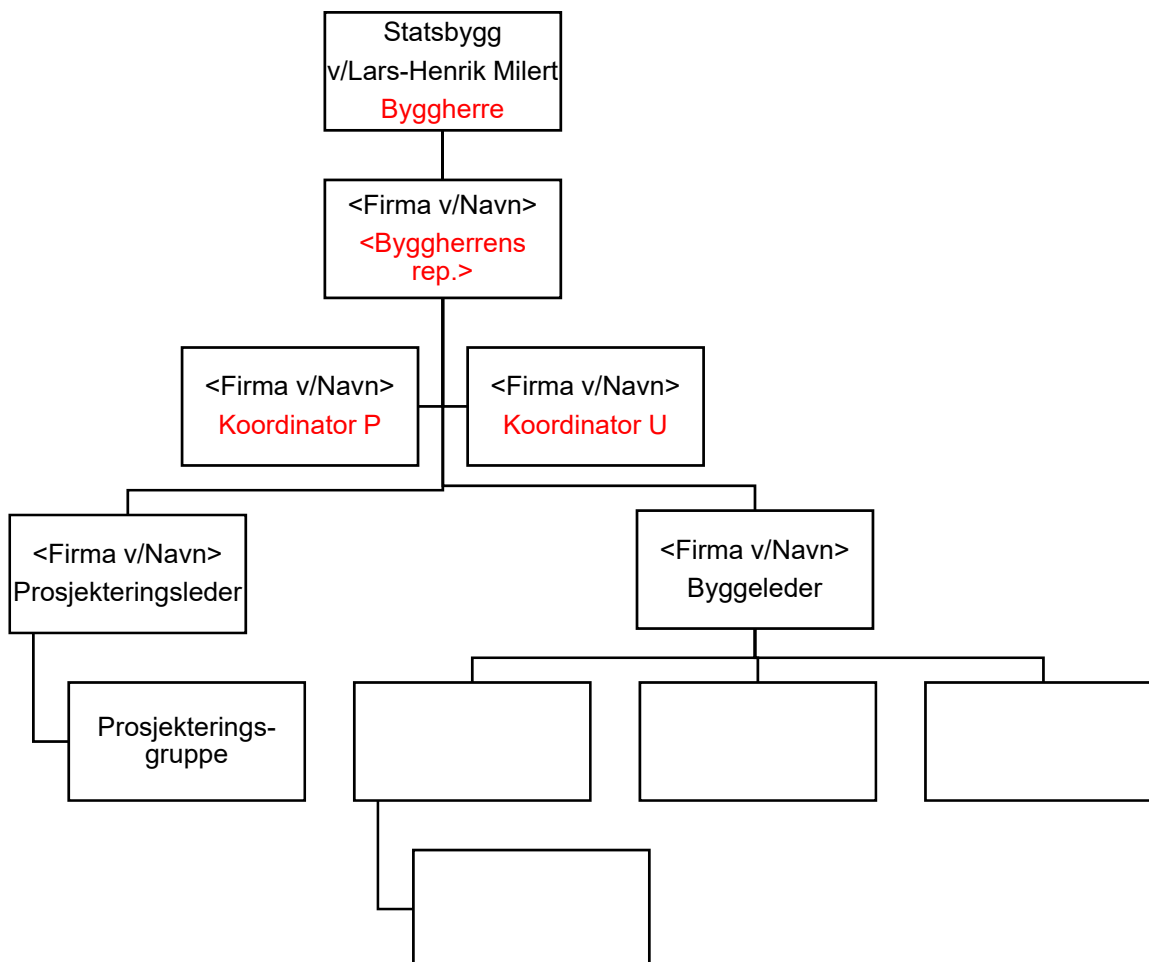 Statsbygg
v/Lars-Henrik Milert
Byggherre
<Firma v/Navn>
<Byggherrens
rep.>
<Firma v/Navn>
Koordinator P
<Firma v/Navn>
Koordinator U
<Firma v/Navn>
Prosjekteringsleder
<Firma v/Navn>
Byggeleder
Prosjekterings-
gruppe